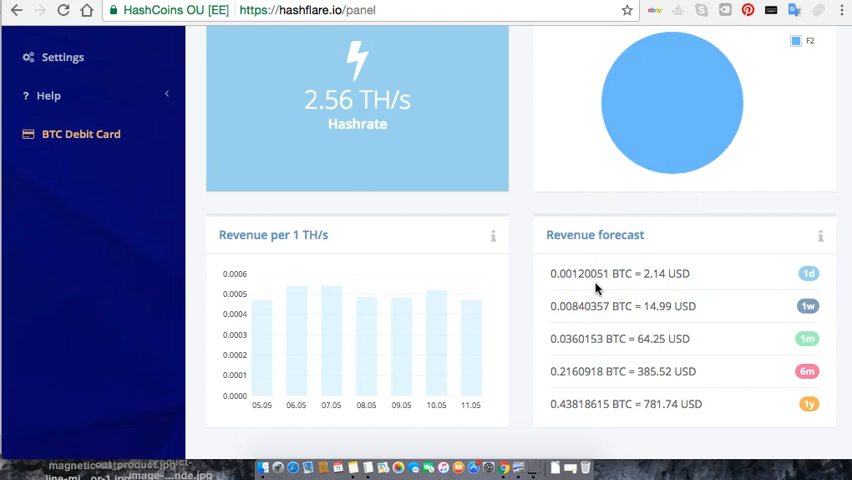 HashCoins OU [EE] https://hashflare.io/panel
ebay
Settings
? Help
BTC Debit Card
2.56 TH/s
Hashrate
F2
Revenue per 1 TH/s
0.0006
0.0005
0.0004
0.0003
0.0002
0.0001
0.0000
05.05 06.05 07.05 08.05 09.05 10.05 11.05
Revenue forecast
0.00120051 BTC = 2.14 USD 1d
0.00840357 BTC = 14.99 USD 1w
0.0360153 BTC = 64.25 USD 1m
0.2160918 BTC = 385.52 USD 6m
0.43818615 BTC = 781.74 USD 1y